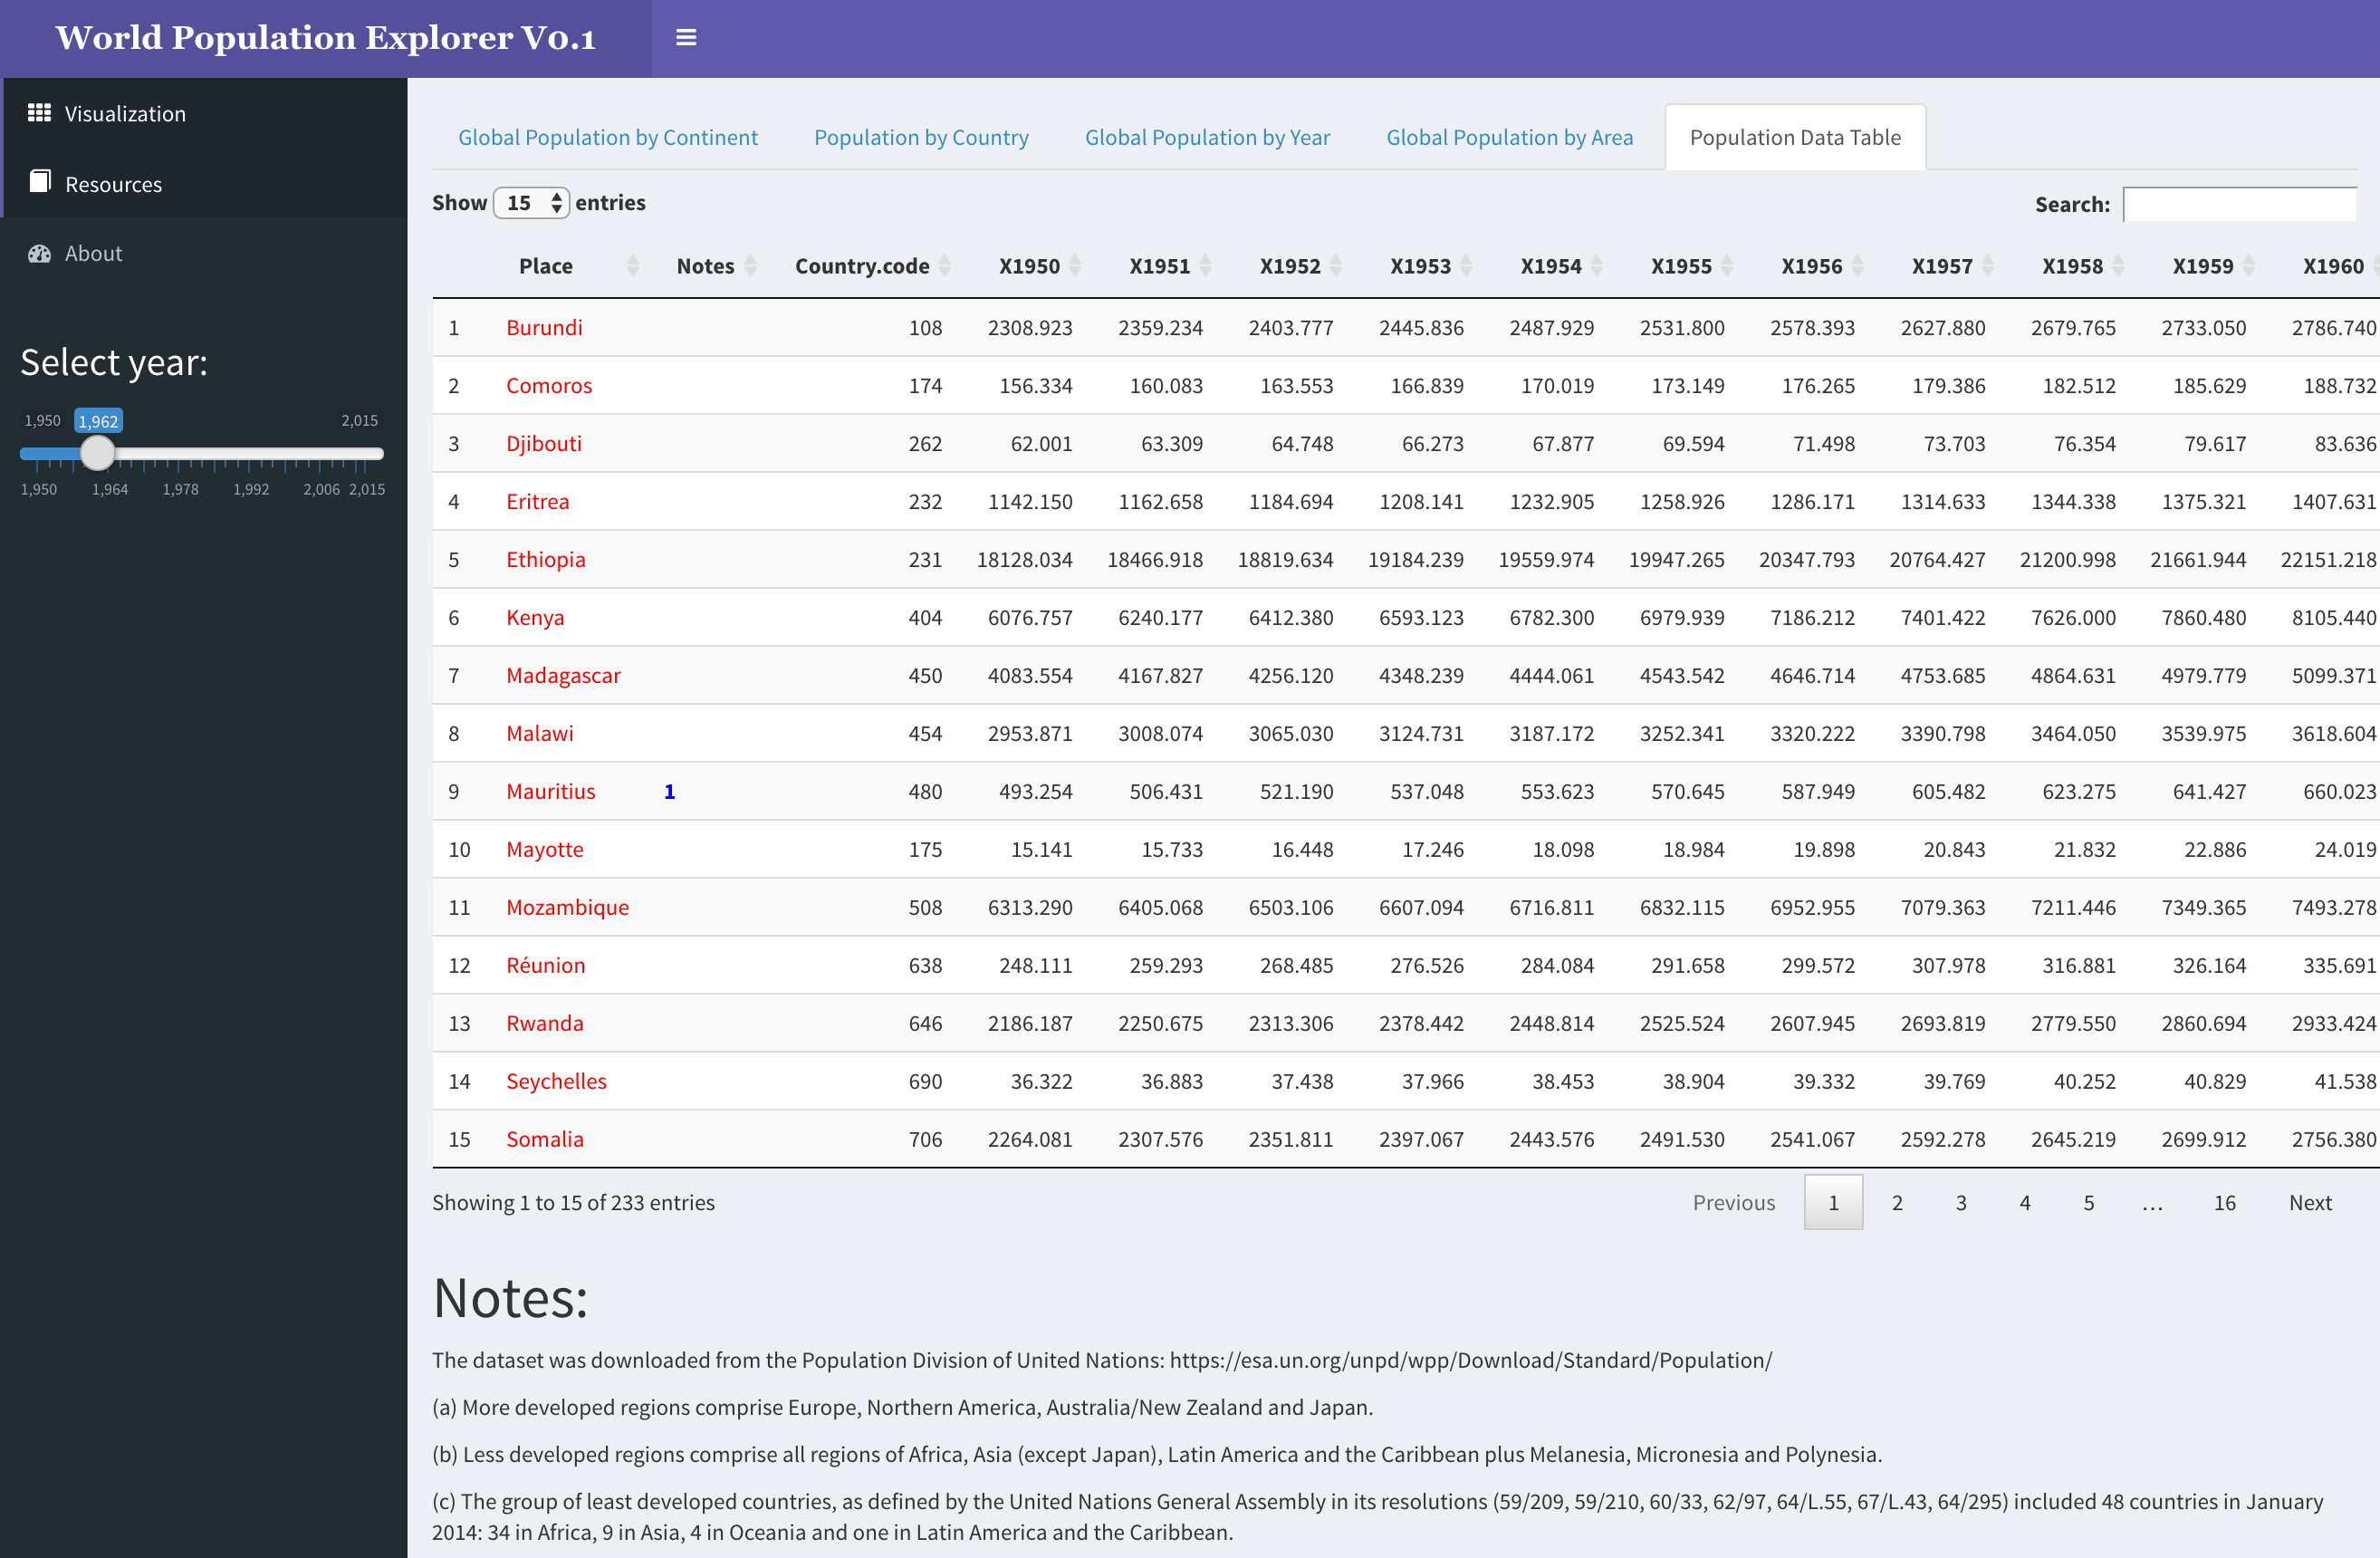 World Population Explorer V0.1
Visualization
Resources
About
Select year:
1,950 1,962 2,015
1,950 1,964 1,978 1,992 2,006 2,015
Global Population by Continent Population by Country Global Population by Year Global Population by Area Population Data Table
Show 15 entries Search:
Place Notes Country.code X1950 X1951 X1952 X1953 X1954 X1955 X1956 X1957 X1958 X1959 X1960
1 Burundi 108 2308.923 2359.234 2403.777 2445.836 2487.929 2531.800 2578.393 2627.880 2679.765 2733.050 2786.740
2 Comoros 174 156.334 160.083 163.553 166.839 170.019 173.149 176.265 179.386 182.512 185.629 188.732
3 Djibouti 262 62.001 63.309 64.748 66.273 67.877 69.594 71.498 73.703 76.354 79.617 83.636
4 Eritrea 232 1142.150 1162.658 1184.694 1208.141 1232.905 1258.926 1286.171 1314.633 1344.338 1375.321 1407.631
5 Ethiopia 231 18128.034 18466.918 18819.634 19184.239 19559.974 19947.265 20347.793 20764.427 21200.998 21661.944 22151.218
6 Kenya 404 6076.757 6240.177 6412.380 6593.123 6782.300 6979.939 7186.212 7401.422 7626.000 7860.480 8105.440
7 Madagascar 450 4083.554 4167.827 4256.120 4348.239 4444.061 4543.542 4646.714 4753.685 4864.631 4979.779 5099.371
8 Malawi 454 2953.871 3008.074 3065.030 3124.731 3187.172 3252.341 3320.222 3390.798 3464.050 3539.975 3618.604
9 Mauritius 1 480 493.254 506.431 521.190 537.048 553.623 570.645 587.949 605.482 623.275 641.427 660.023
10 Mayotte 175 15.141 15.733 16.448 17.246 18.098 18.984 19.898 20.843 21.832 22.886 24.019
11 Mozambique 508 6313.290 6405.068 6503.106 6607.094 6716.811 6832.115 6952.955 7079.363 7211.446 7349.365 7493.278
12 Réunion 638 248.111 259.293 268.485 276.526 284.084 291.658 299.572 307.978 316.881 326.164 335.691
13 Rwanda 646 2186.187 2250.675 2313.306 2378.442 2448.814 2525.524 2607.945 2693.819 2779.550 2860.694 2933.424
14 Seychelles 690 36.322 36.883 37.438 37.966 38.453 38.904 39.332 39.769 40.252 40.829 41.538
15 Somalia 706 2264.081 2307.576 2351.811 2397.067 2443.576 2491.530 2541.067 2592.278 2645.219 2699.912 2756.380
Showing 1 to 15 of 233 entries Previous 1 2 3 4 5 … 16 Next
Notes:
The dataset was downloaded from the Population Division of United Nations: https://esa.un.org/unpd/wpp/Download/Standard/Population/
(a) More developed regions comprise Europe, Northern America, Australia/New Zealand and Japan.
(b) Less developed regions comprise all regions of Africa, Asia (except Japan), Latin America and the Caribbean plus Melanesia, Micronesia and Polynesia.
(c) The group of least developed countries, as defined by the United Nations General Assembly in its resolutions (59/209, 59/210, 60/33, 62/97, 64/L.55, 67/L.43, 64/295) included 48 countries in January
2014: 34 in Africa, 9 in Asia, 4 in Oceania and one in Latin America and the Caribbean.